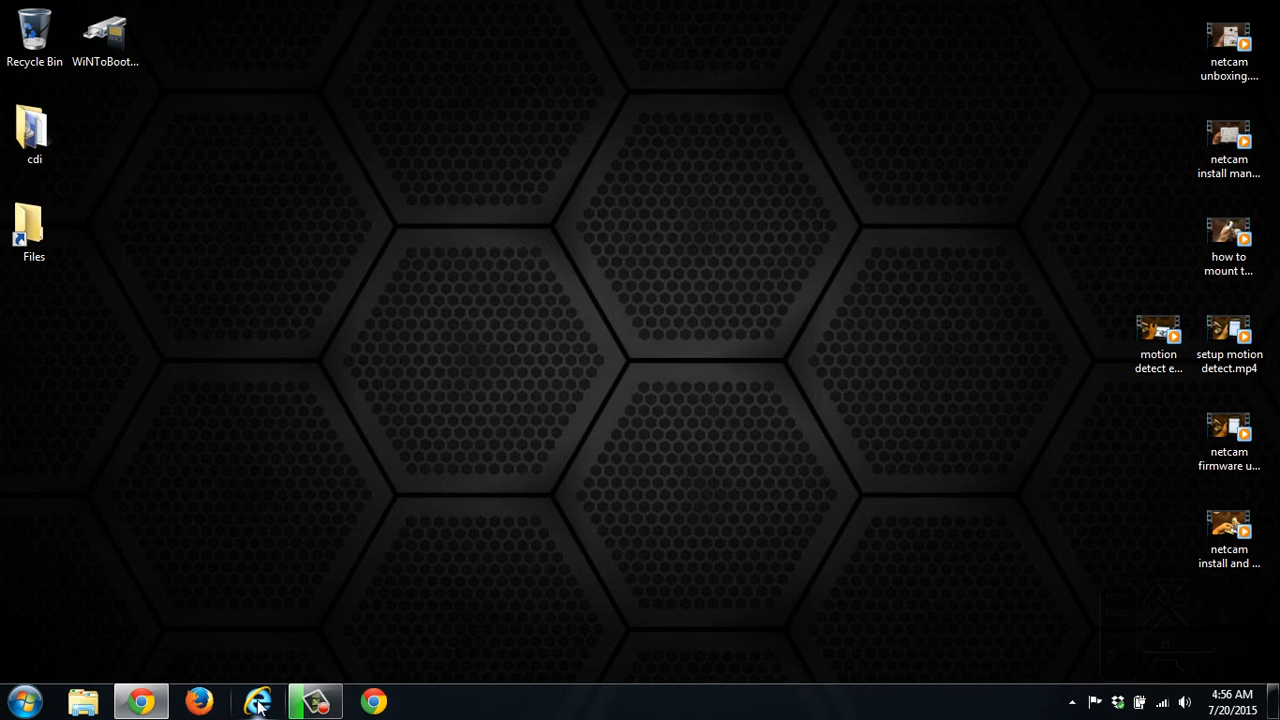 Recycle Bin
WiNToBoot...
cdi
Files
netcam
unboxing....
netcam
install man...
how to
mount t...
motion
detect e...
setup motion
detect.mp4
netcam
firmware u...
netcam
install and ...
4:56 AM
7/20/2015